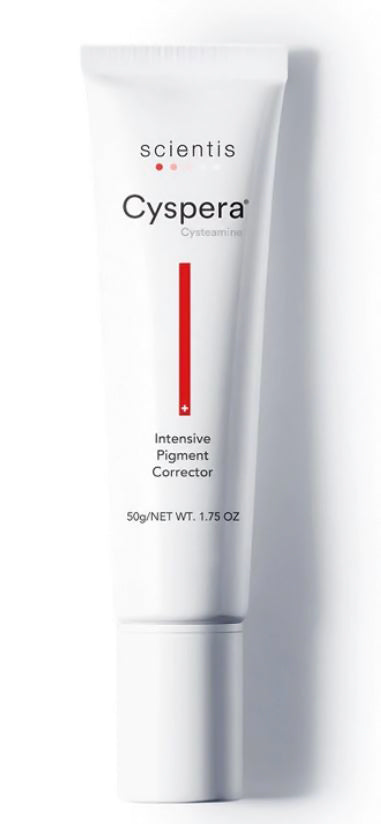 scientis
Cyspera®
Cysteamine
Intensive
Pigment
Corrector
50g/NET WT. 1.75 OZ